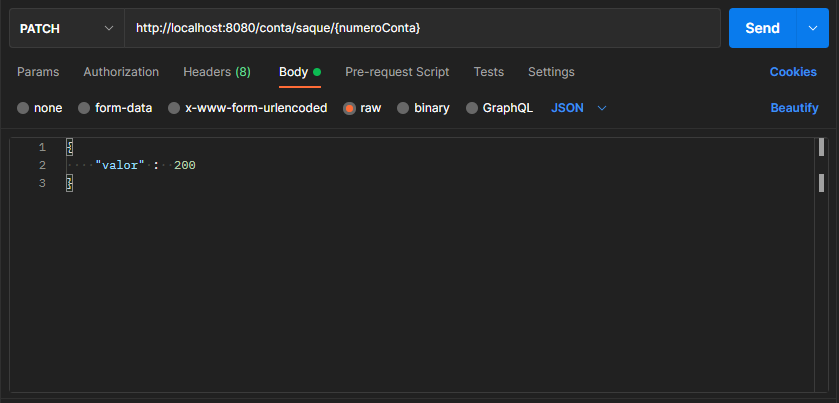 PATCH http://localhost:8080/conta/saque/{numeroConta} Send
Params Authorization Headers (8) Body Pre-request Script Tests Settings Cookies
none form-data x-www-form-urlencoded raw binary GraphQL JSON Beautify
1 {
2 "valor" : 200
3 }